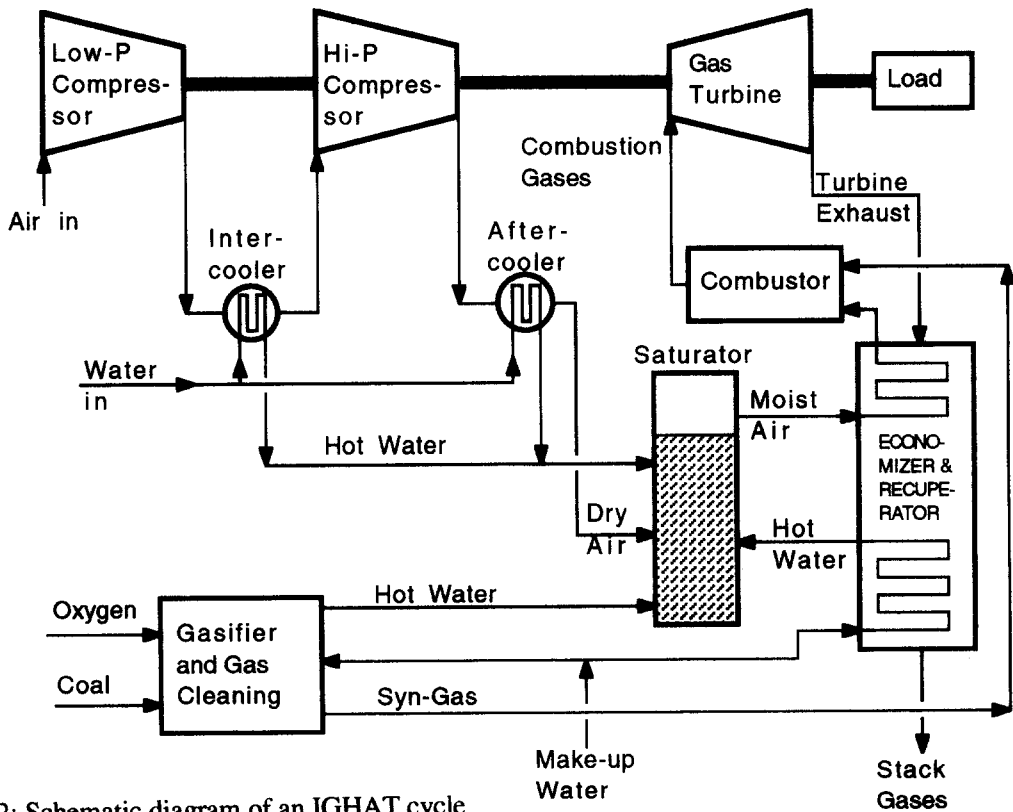 Low-P
Compres-
sor
Hi-P
Compres-
sor
Gas
Turbine
Load
Air in
Combustion
Gases
Turbine
Exhaust
Inter-
cooler
After-
cooler
Combustor
Water
in
Saturator
Moist
Air
Hot Water
ECONO-
MIZER &
RECUPE-
RATOR
Dry
Air
Hot
Water
Oxygen
Hot Water
Gasifier
and Gas
Cleaning
Coal
Syn-Gas
Make-up
Water
Stack
Gases
2: Schematic diagram of an IGHAT cycle